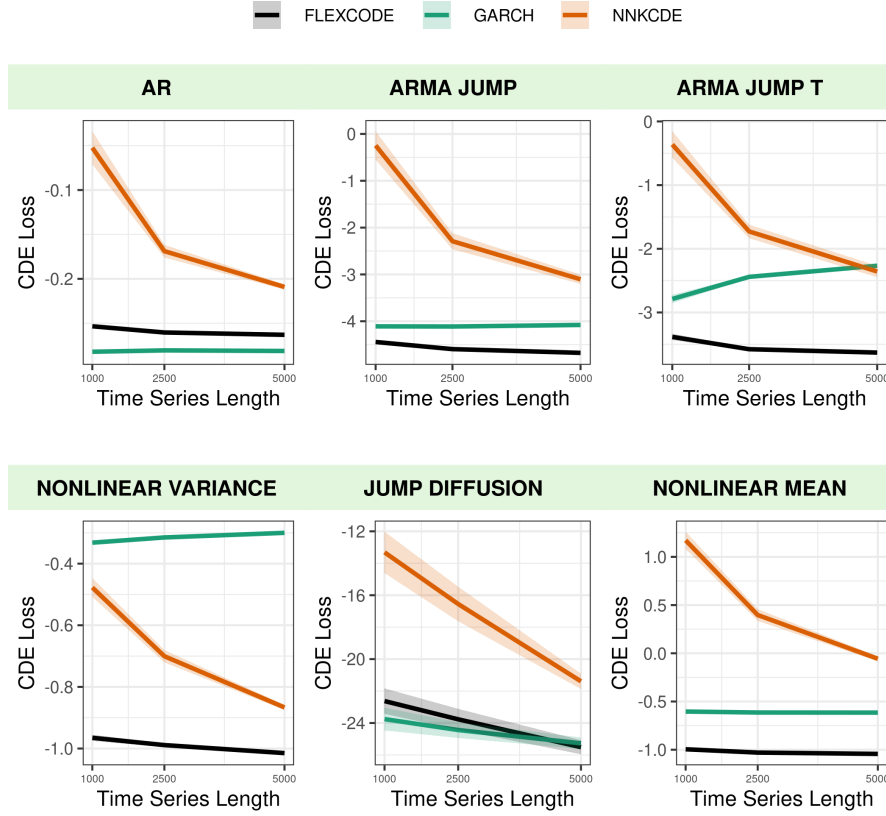 FLEXCODE GARCH NNKCDE
AR
ARMA JUMP
ARMA JUMP T
-0.1
-0.2
CDE Loss
1000 2500 5000
Time Series Length
0
-1
-2
-3
-4
CDE Loss
1000 2500 5000
Time Series Length
0
-1
-2
-3
CDE Loss
1000 2500 5000
Time Series Length
NONLINEAR VARIANCE
JUMP DIFFUSION
NONLINEAR MEAN
-0.4
-0.6
-0.8
-1.0
CDE Loss
1000 2500 5000
Time Series Length
-12
-16
-20
-24
CDE Loss
1000 2500 5000
Time Series Length
1.0
0.5
0.0
-0.5
-1.0
CDE Loss
1000 2500 5000
Time Series Length